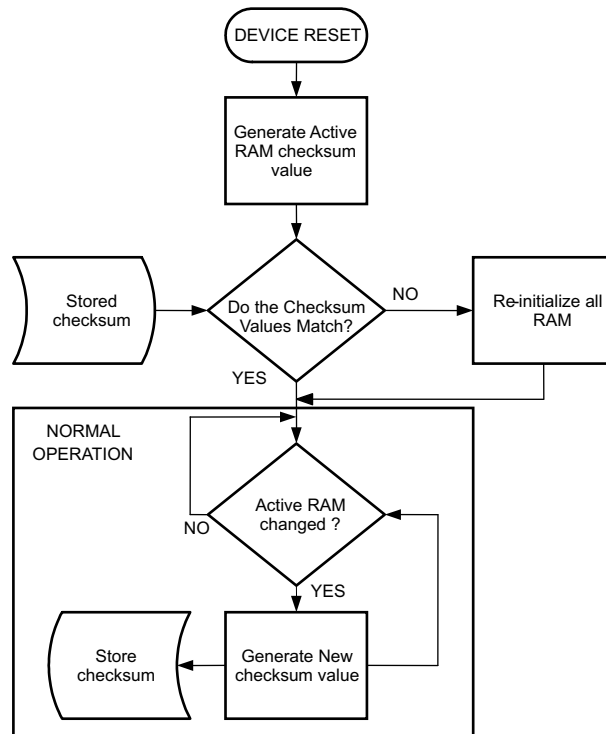 DEVICE RESET
Generate Active
RAM checksum
value
Stored
checksum
Do the Checksum
Values Match?
NO
Re-initialize all
RAM
YES
NORMAL
OPERATION
Active RAM
changed ?
NO
YES
Store
checksum
Generate New
checksum value